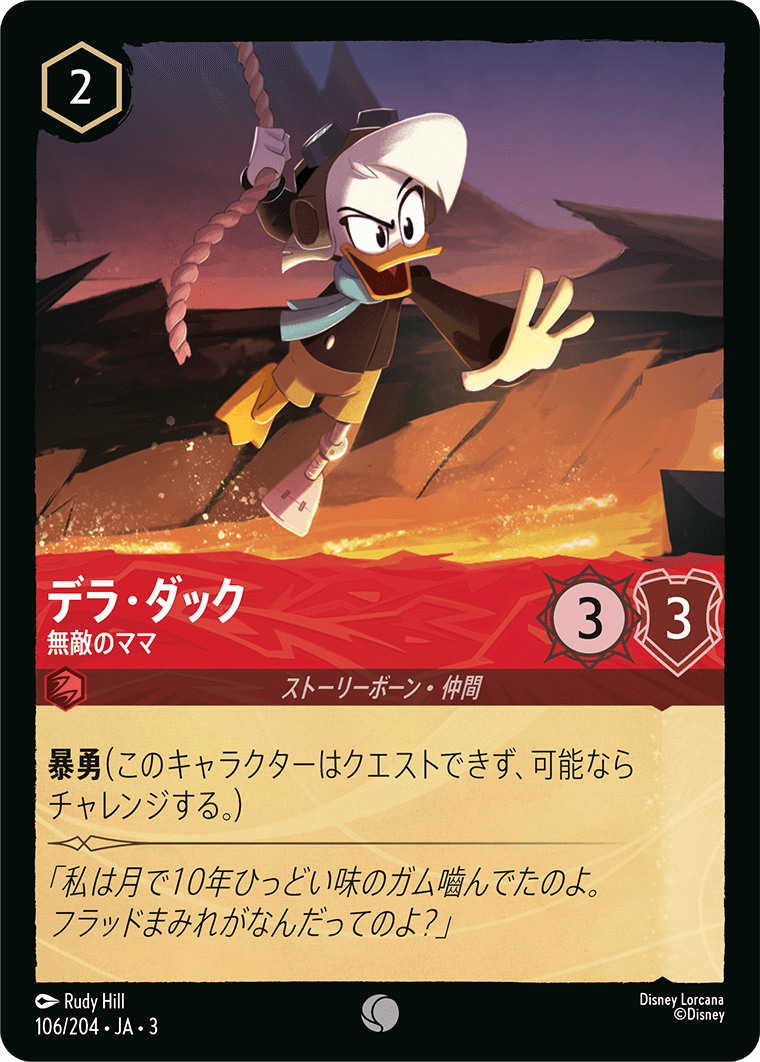 2
デラ・ダック
無敵のママ
3
3
ストーリーボーン・仲間
暴勇(このキャラクターはクエストできず、可能なら
チャレンジする。)
「私は月で10年ひっどい味のガム嚙んでたのよ。
フラッドまみれがなんだってのよ?」
Rudy Hill
106/204・JA・3
Disney Lorcana
©Disney